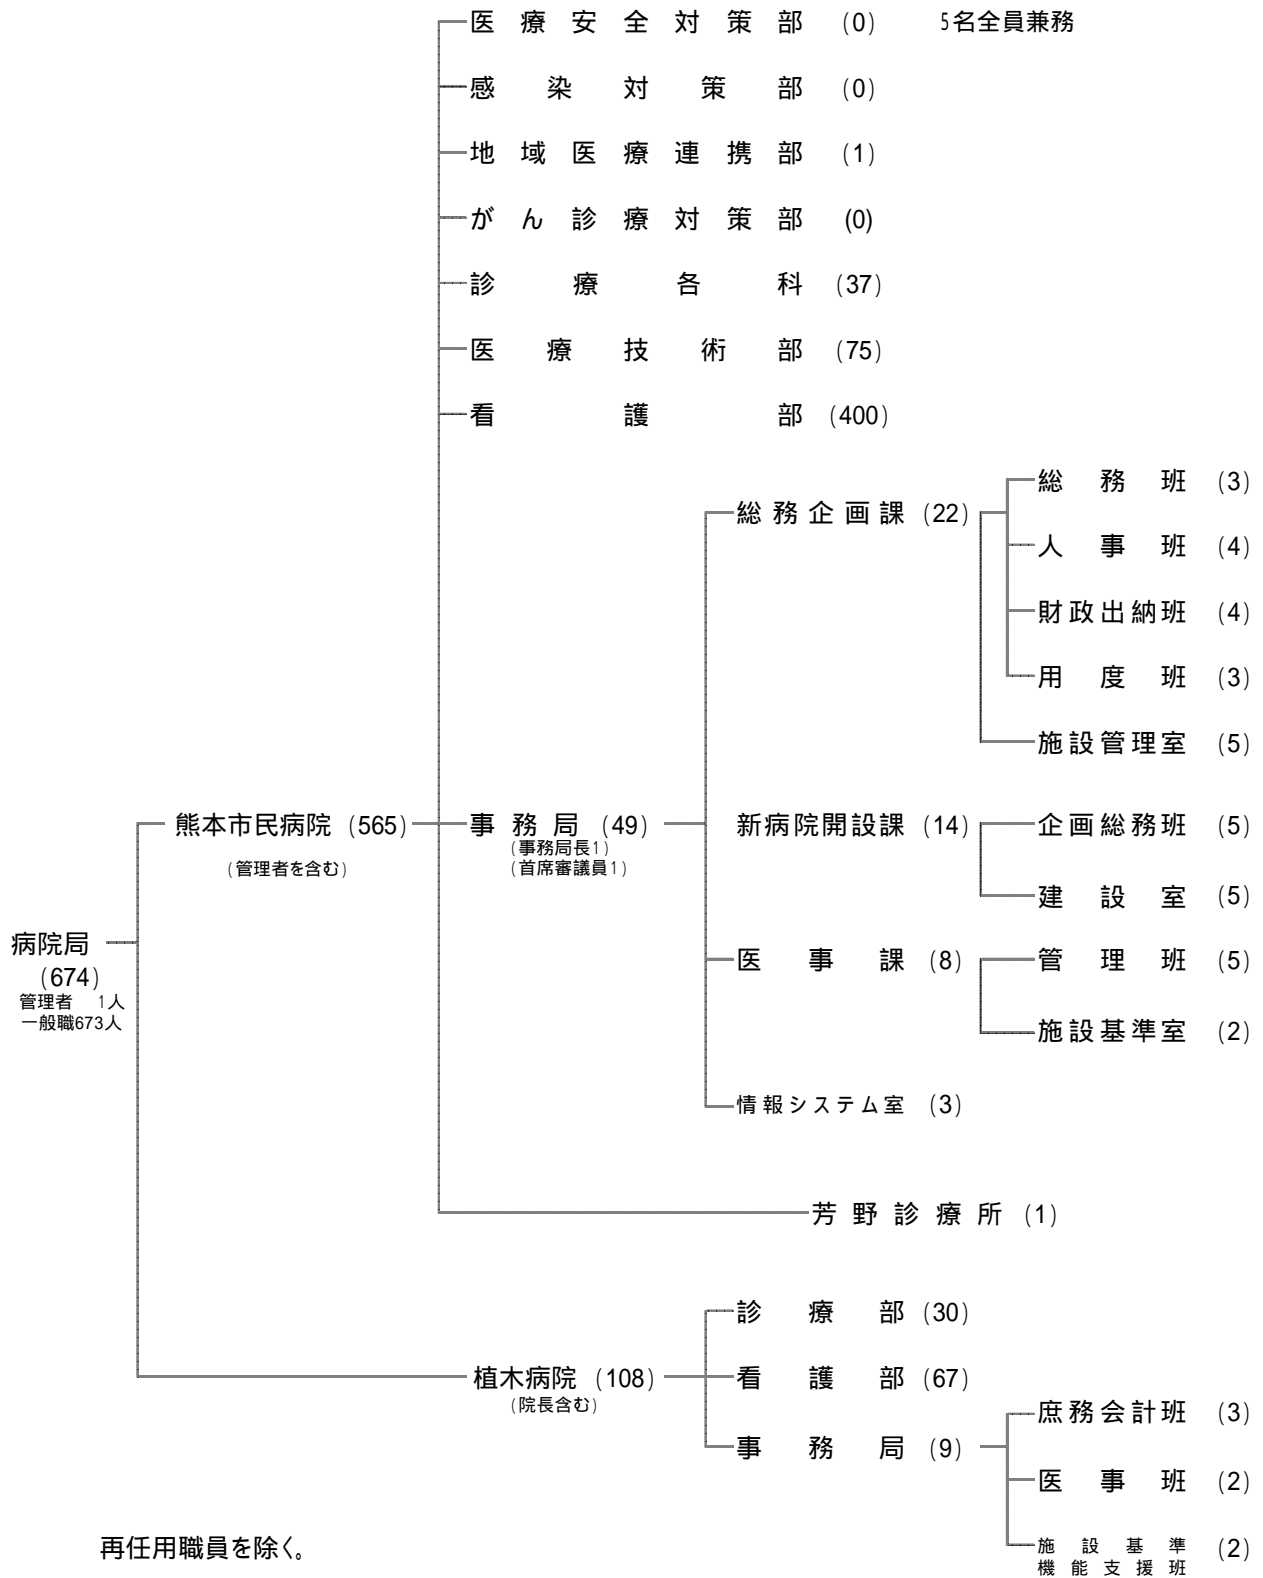 医療安全対策部 (0) 5名全員兼務
感染対策部 (0)
地域医療連携部 (1)
がん診療対策部 (0)
診療各科 (37)
医療技術部 (75)
看護部 (400)
総務班 (3)
総務企画課 (22)
人事班 (4)
財政出納班 (4)
用度班 (3)
施設管理室 (5)
熊本市民病院 (565)
(管理者を含む)
事務局 (49)
(事務局長1)
(首席審議員1)
新病院開設課 (14)
企画総務班 (5)
建設室 (5)
病院局
(674)
管理者 1人
一般職673人
医事課 (8)
管理班 (5)
施設基準室 (2)
情報システム室 (3)
芳野診療所 (1)
診療部 (30)
植木病院 (108)
(院長含む)
看護部 (67)
事務局 (9)
庶務会計班 (3)
医事班 (2)
施設基準
機能支援班 (2)
再任用職員を除く。